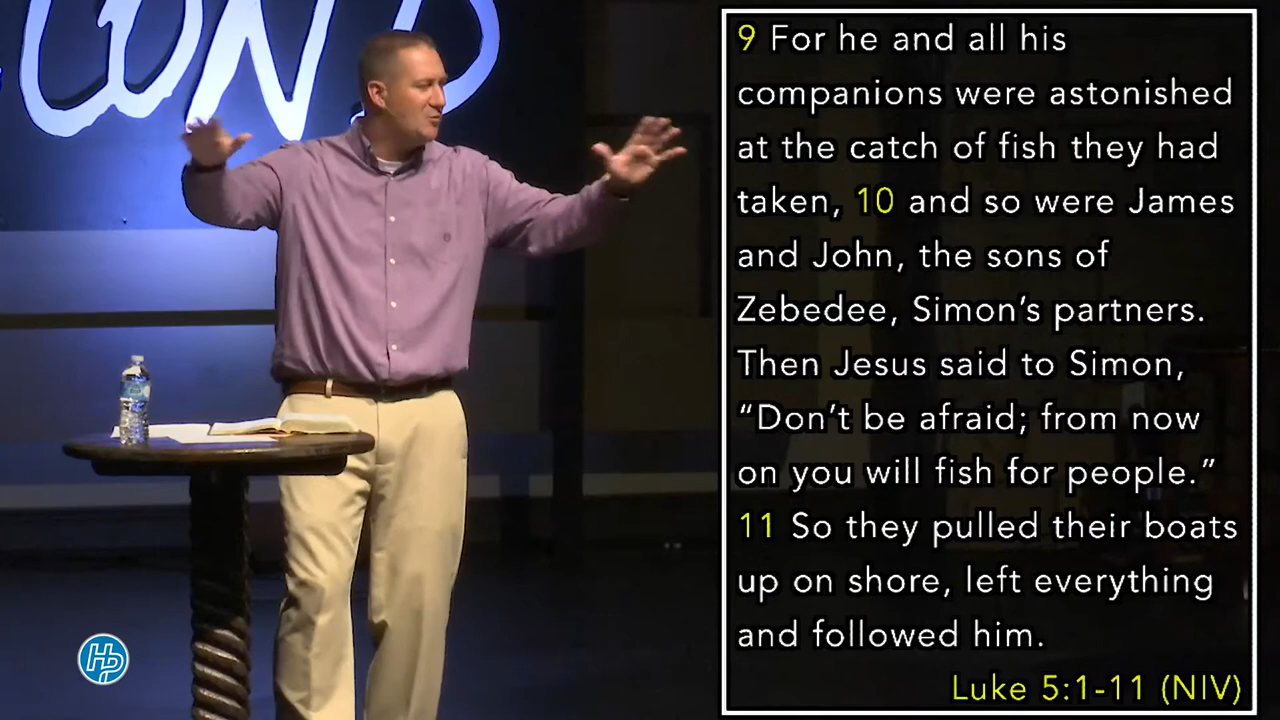 CON
9 For he and all his
companions were astonished
at the catch of fish they had
taken, 10 and so were James
and John, the sons of
Zebedee, Simon’s partners.
Then Jesus said to Simon,
“Don’t be afraid; from now
on you will fish for people.”
11 So they pulled their boats
up on shore, left everything
and followed him.
Luke 5:1-11 (NIV)
HP